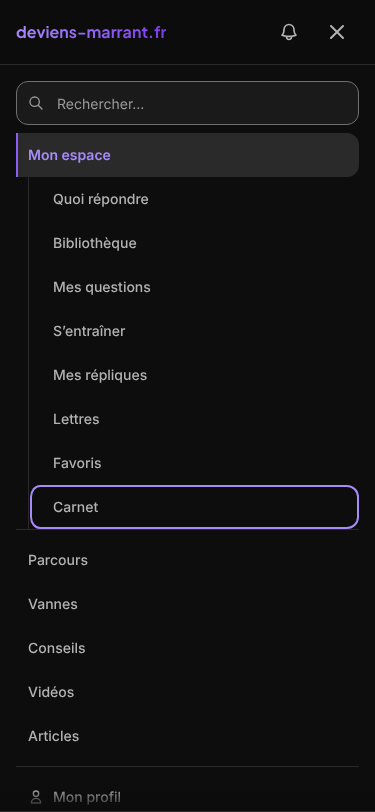 deviens-marrant.fr
Rechercher...
Mon espace
Quoi répondre
Bibliothèque
Mes questions
S’entraîner
Mes répliques
Lettres
Favoris
Carnet
Parcours
Vannes
Conseils
Vidéos
Articles
Mon profil